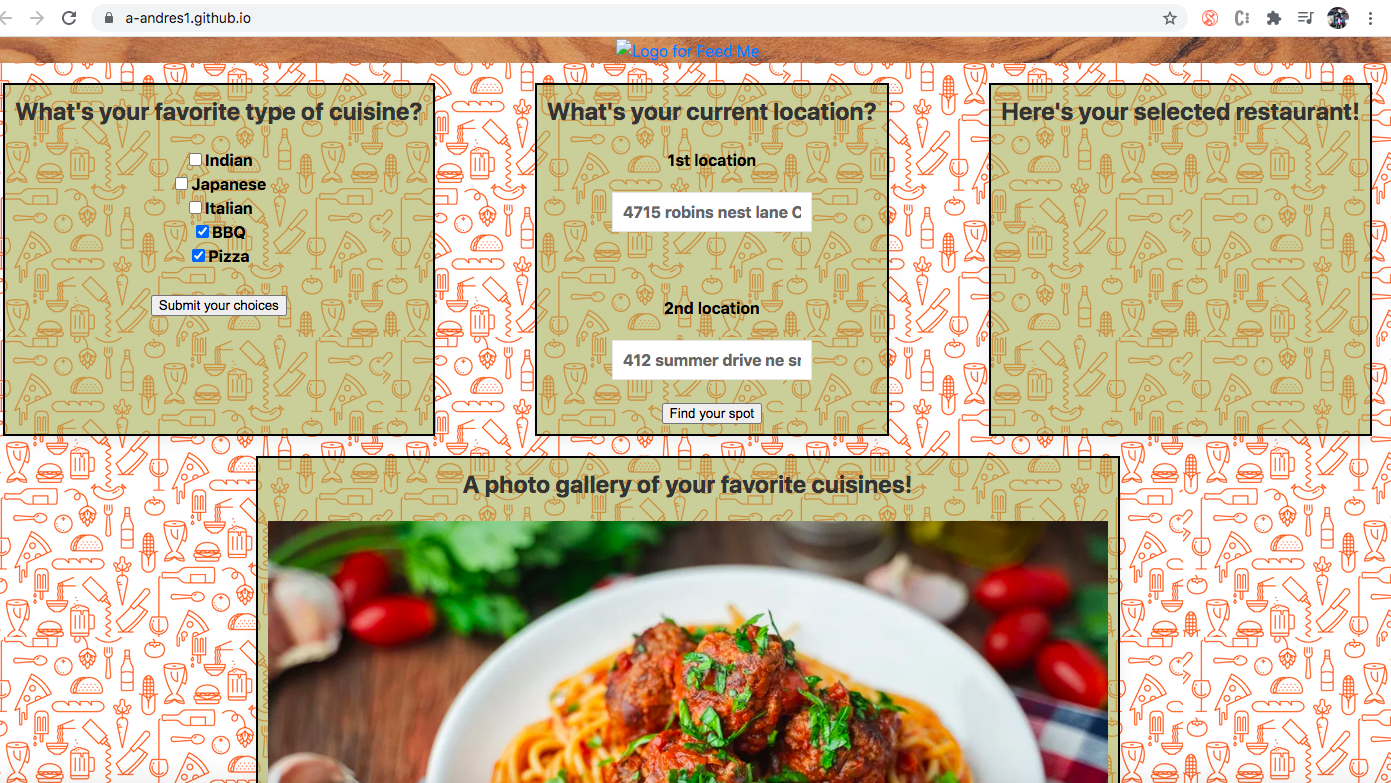 a-andres1.github.io
Logo for Feed Me
What's your favorite type of cuisine?
Indian
Japanese
Italian
BBQ
Pizza
Submit your choices
What's your current location?
1st location
4715 robins nest lane
2nd location
412 summer drive ne
Find your spot
Here's your selected restaurant!
A photo gallery of your favorite cuisines!